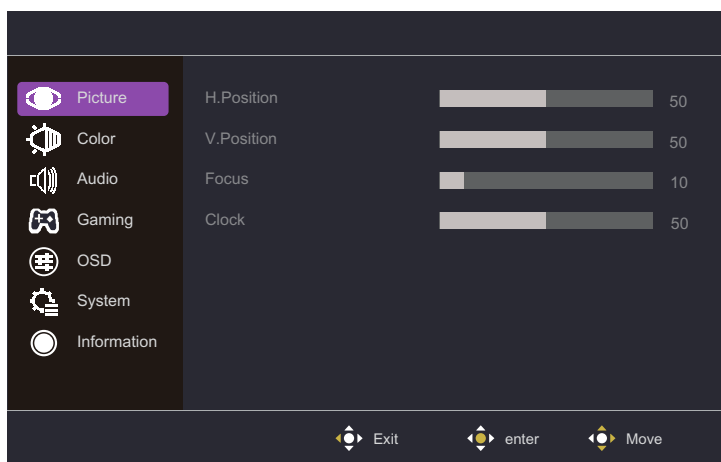 Picture H.Position 50
Color V.Position 50
Audio Focus 10
Gaming Clock 50
OSD
System
Information
Exit enter Move